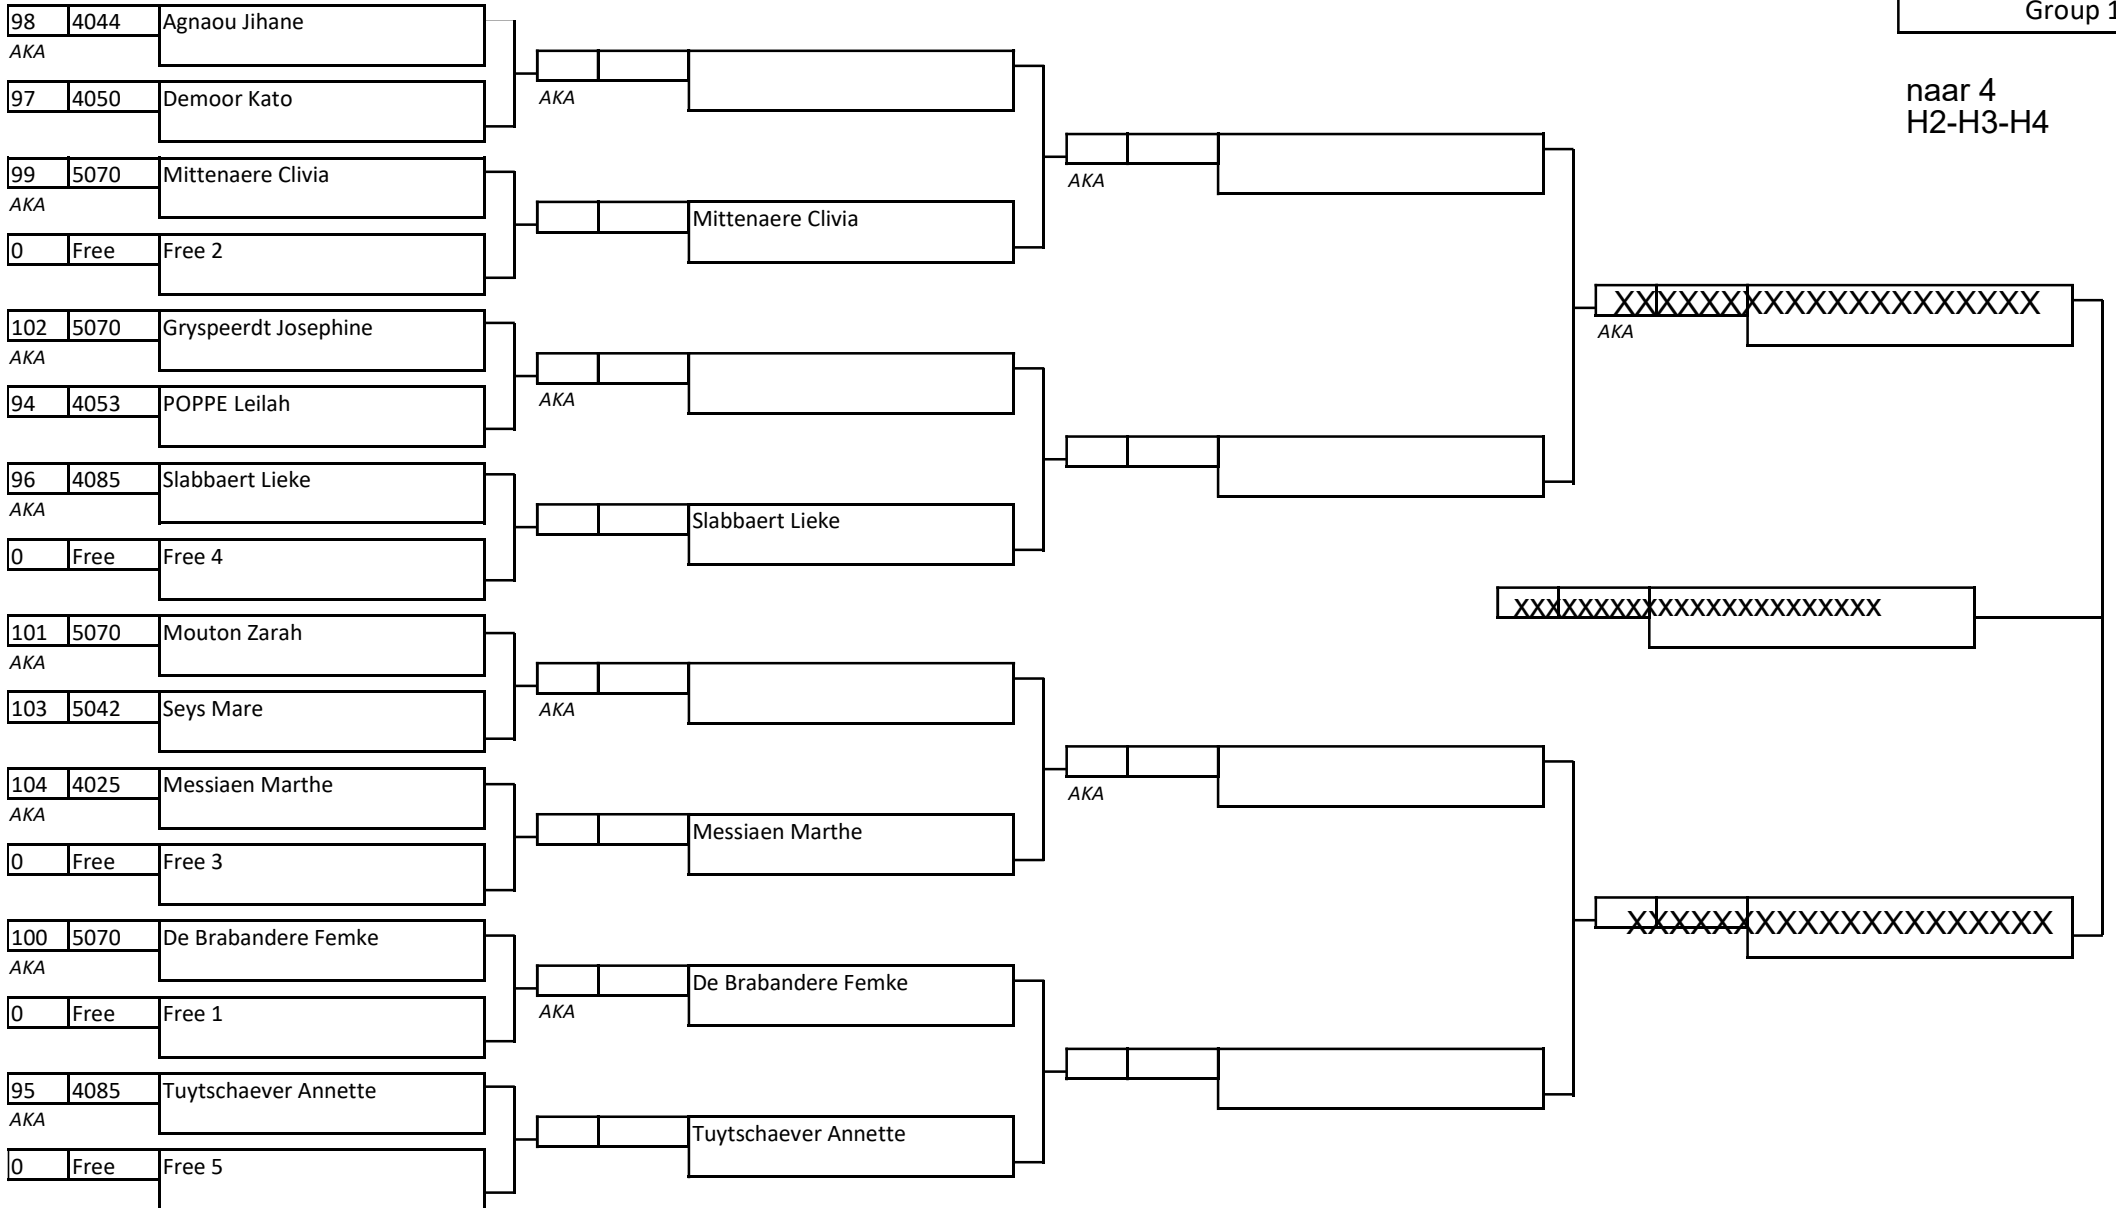 Group 1
naar 4
H2-H3-H4
98 4044 Agnaou Jihane
AKA
97 4050 Demoor Kato
AKA
99 5070 Mittenaere Clivia
AKA
AKA
Mittenaere Clivia
0 Free Free 2
XXXXXXXXXXXXXXXXXXXX
AKA
102 5070 Gryspeerdt Josephine
AKA
94 4053 POPPE Leilah
AKA
96 4085 Slabbaert Lieke
AKA
Slabbaert Lieke
0 Free Free 4
xxxxxxxxxxxxxxxxxxxxxxx
101 5070 Mouton Zarah
AKA
103 5042 Seys Mare
AKA
104 4025 Messiaen Marthe
AKA
AKA
Messiaen Marthe
0 Free Free 3
XXXXXXXXXXXXXXXXXXXX
100 5070 De Brabandere Femke
AKA
De Brabandere Femke
0 Free Free 1
AKA
95 4085 Tuytschaever Annette
AKA
Tuytschaever Annette
0 Free Free 5